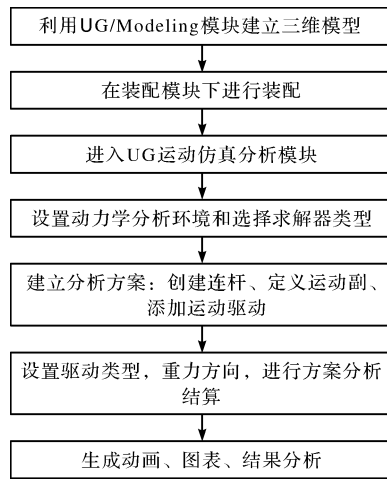 利用UG/Modeling模块建立三维模型
在装配模块下进行装配
进入UG运动仿真分析模块
设置动力学分析环境和选择求解器类型
建立分析方案：创建连杆、定义运动副、
添加运动驱动
设置驱动类型，重力方向，进行方案分析
结算
生成动画、图表、结果分析